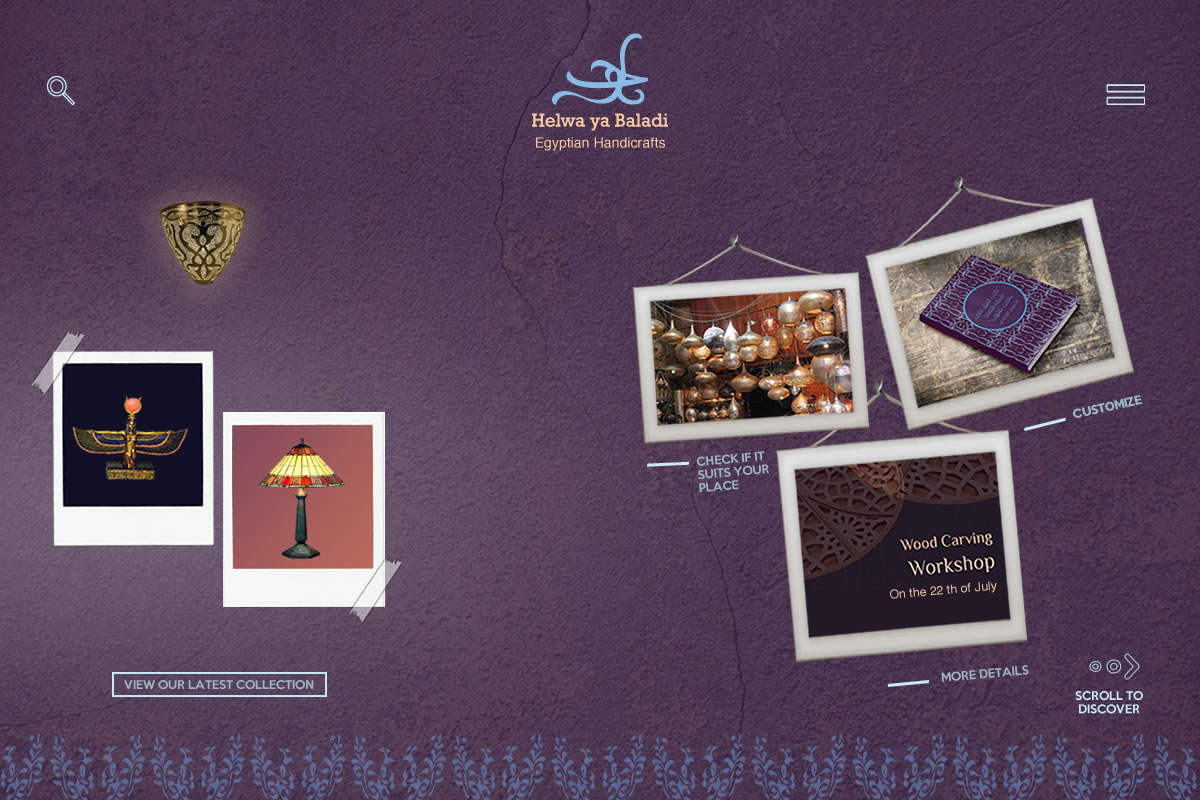 Helwa ya Baladi
Egyptian Handicrafts
CUSTOMIZE
CHECK IF IT
SUITS YOUR
PLACE
Wood Carving
Workshop
On the 22 th of July
MORE DETAILS
VIEW OUR LATEST COLLECTION
SCROLL TO
DISCOVER